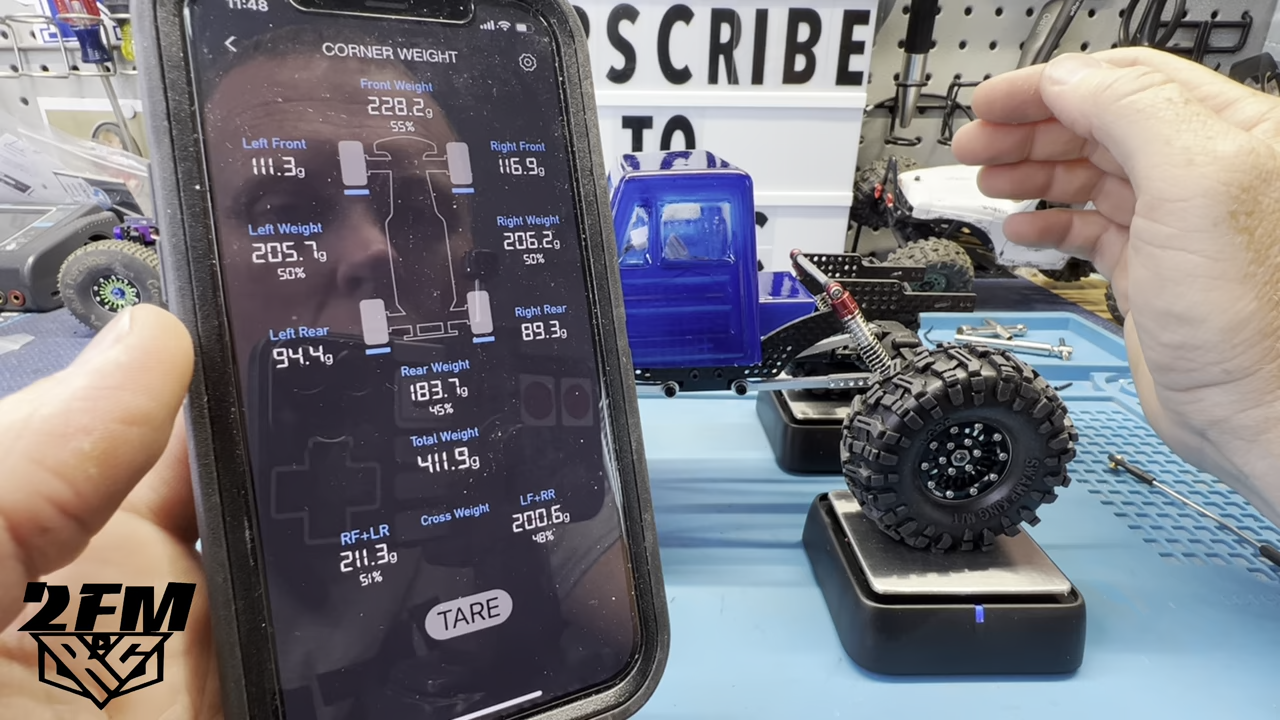 11:48
CORNER WEIGHT
Front Weight
228.2g
55%
Left Front
111.3g
Right Front
116.9g
Left Weight
205.7g
50%
Right Weight
206.2g
50%
Left Rear
94.4g
Right Rear
89.3g
Rear Weight
183.7g
45%
Total Weight
411.9g
Cross Weight
RF+LR
211.3g
51%
LF+RR
200.6g
48%
TARE
SCRIBE
TO
SWAMP KING
2FM
RC